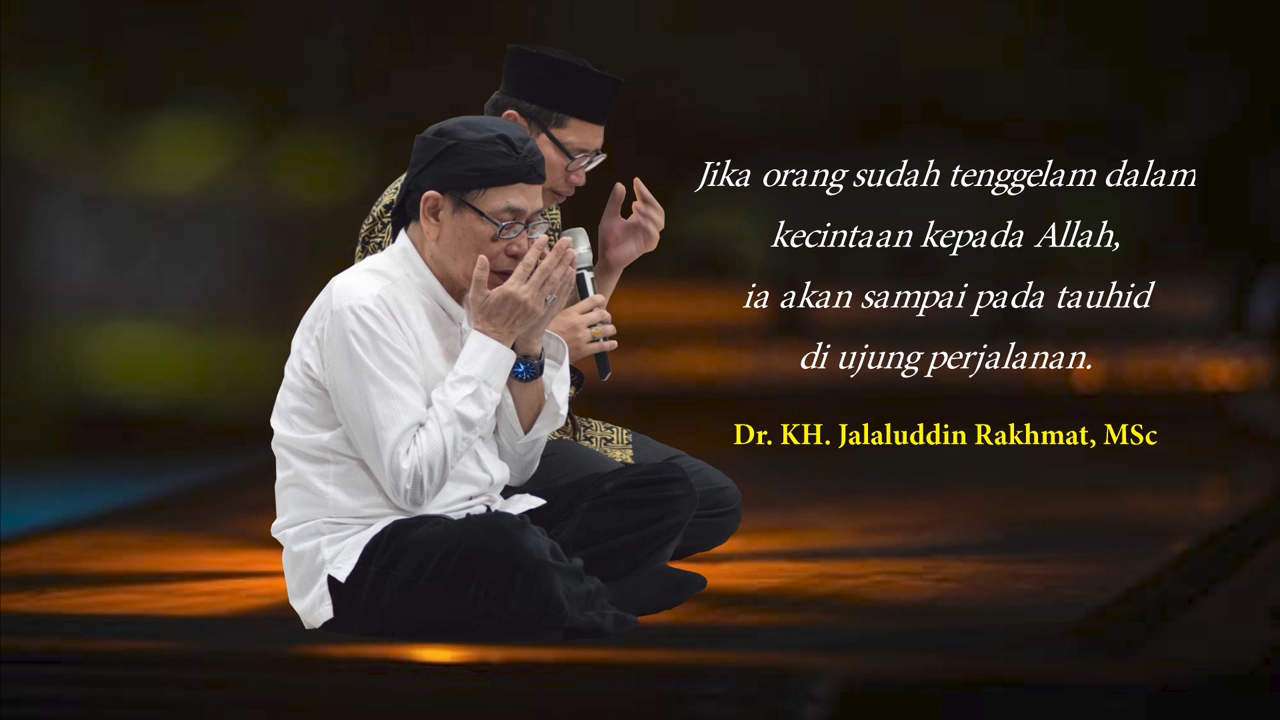 Jika orang sudah tenggelam dalam
kecintaan kepada Allah,
ia akan sampai pada tauhid
di ujung perjalanan.
Dr. KH. Jalaluddin Rakhmat, MSc